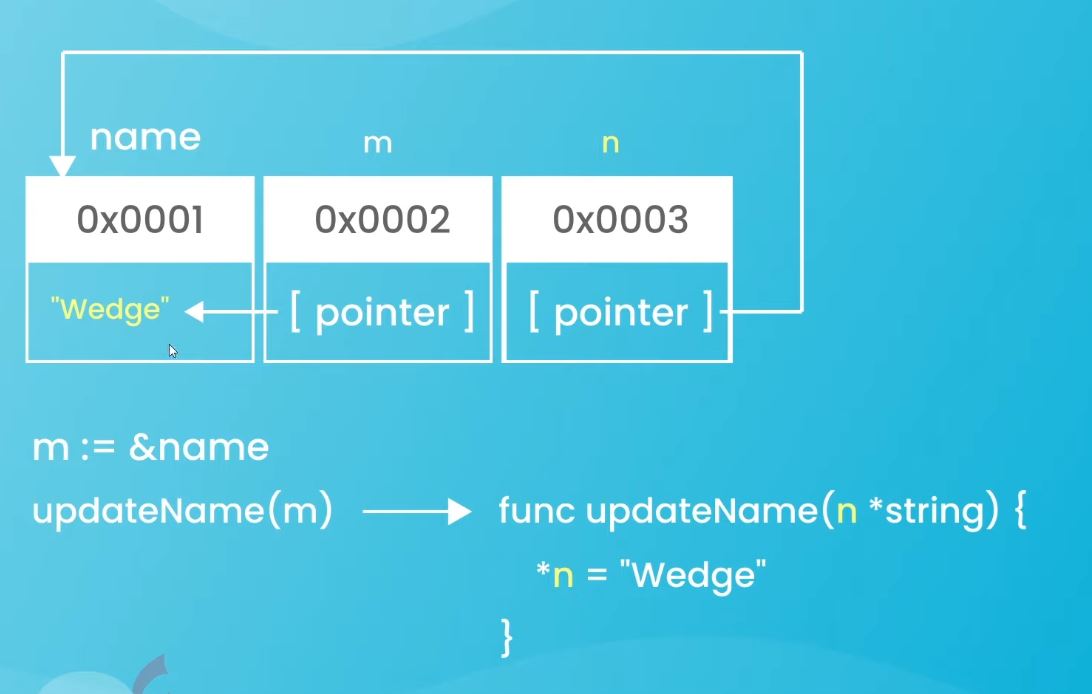 name m n
0x0001 0x0002 0x0003
"Wedge" [ pointer ] [ pointer ]
m := &name
updateName(m) func updateName(n *string) {
*n = "Wedge"
}